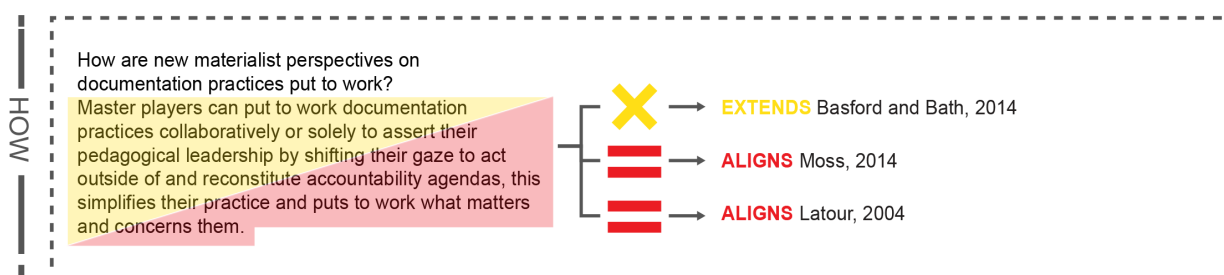 HOW
How are new materialist perspectives on
documentation practices put to work?
Master players can put to work documentation
practices collaboratively or solely to assert their
pedagogical leadership by shifting their gaze to act
outside of and reconstitute accountability agendas, this
simplifies their practice and puts to work what matters
and concerns them.
EXTENDS Basford and Bath, 2014
ALIGNS Moss, 2014
ALIGNS Latour, 2004